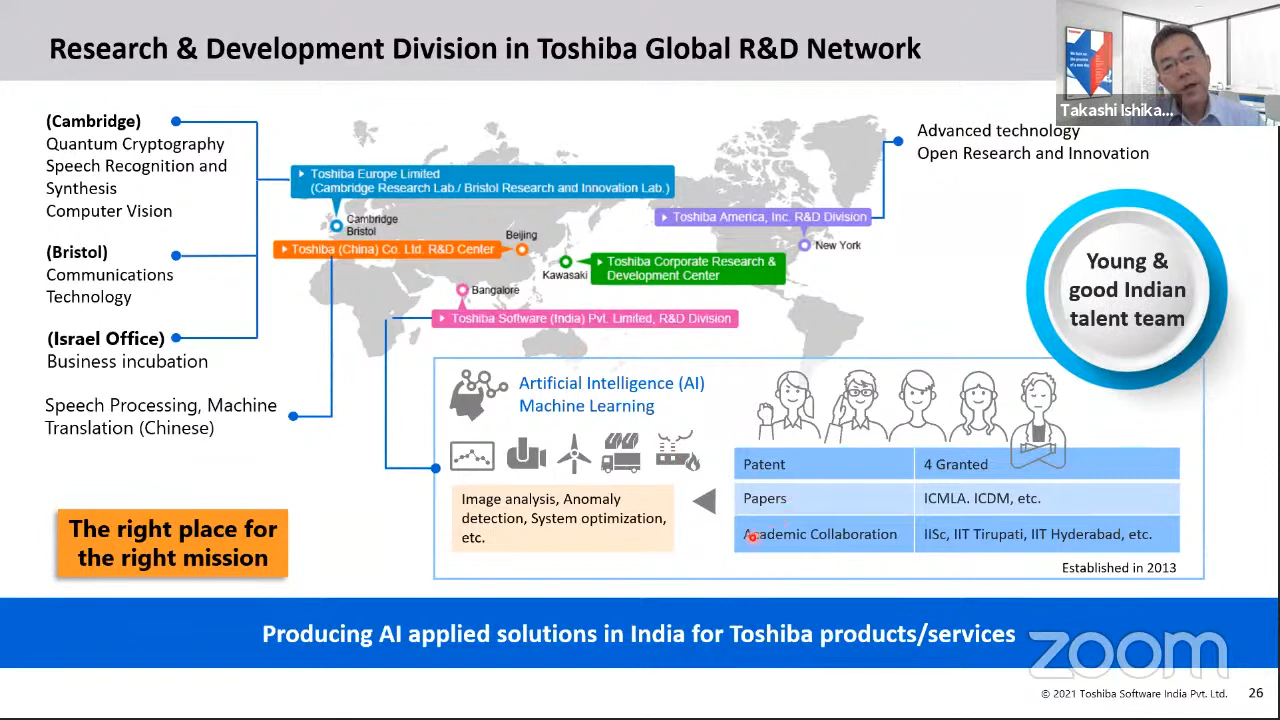 Research & Development Division in Toshiba Global R&D Network
Takashi Ishika...
(Cambridge)
Quantum Cryptography
Speech Recognition and
Synthesis
Computer Vision
(Bristol)
Communications
Technology
(Israel Office)
Business incubation
Speech Processing, Machine
Translation (Chinese)
Toshiba Europe Limited
(Cambridge Research Lab./ Bristol Research and Innovation Lab.)
Cambridge
Bristol
Beijing
Toshiba (China) Co. Ltd. R&D Center
Kawasaki
Toshiba Corporate Research &
Development Center
Bangalore
Toshiba Software (India) Pvt. Limited, R&D Division
Toshiba America, Inc. R&D Division
New York
Advanced technology
Open Research and Innovation
Young &
good Indian
talent team
Artificial Intelligence (AI)
Machine Learning
Image analysis, Anomaly
detection, System optimization,
etc.
Patent 4 Granted
Papers ICMLA. ICDM, etc.
Academic Collaboration IISc, IIT Tirupati, IIT Hyderabad, etc.
Established in 2013
The right place for
the right mission
Producing AI applied solutions in India for Toshiba products/services
zoom
© 2021 Toshiba Software India Pvt. Ltd. 26